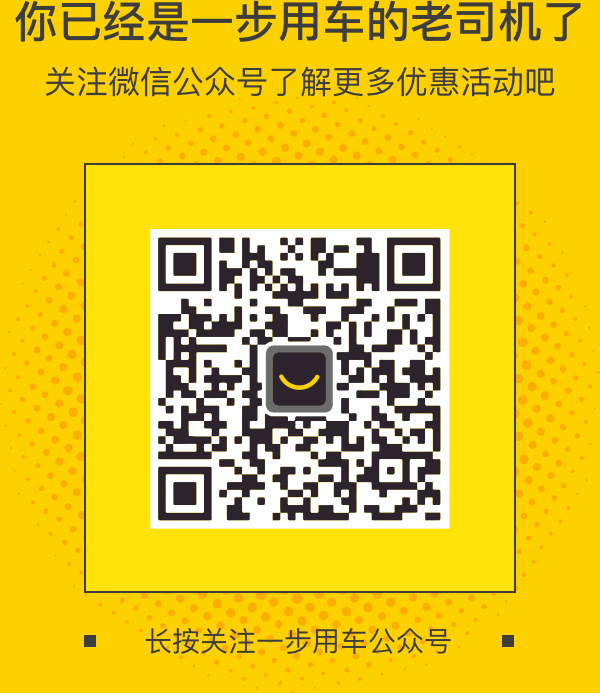 你已经是一步用车的老司机了
关注微信公众号了解更多优惠活动吧
长按关注一步用车公众号